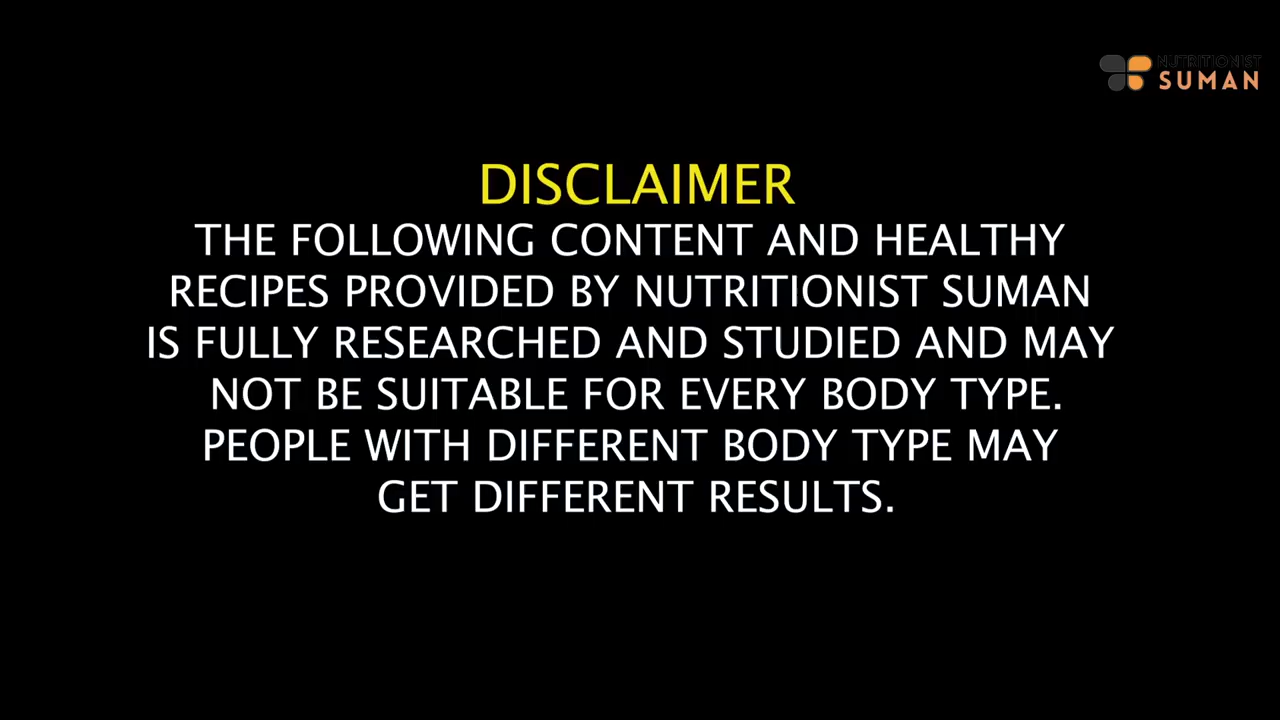 NUTRITIONIST
SUMAN
DISCLAIMER
THE FOLLOWING CONTENT AND HEALTHY
RECIPES PROVIDED BY NUTRITIONIST SUMAN
IS FULLY RESEARCHED AND STUDIED AND MAY
NOT BE SUITABLE FOR EVERY BODY TYPE.
PEOPLE WITH DIFFERENT BODY TYPE MAY
GET DIFFERENT RESULTS.